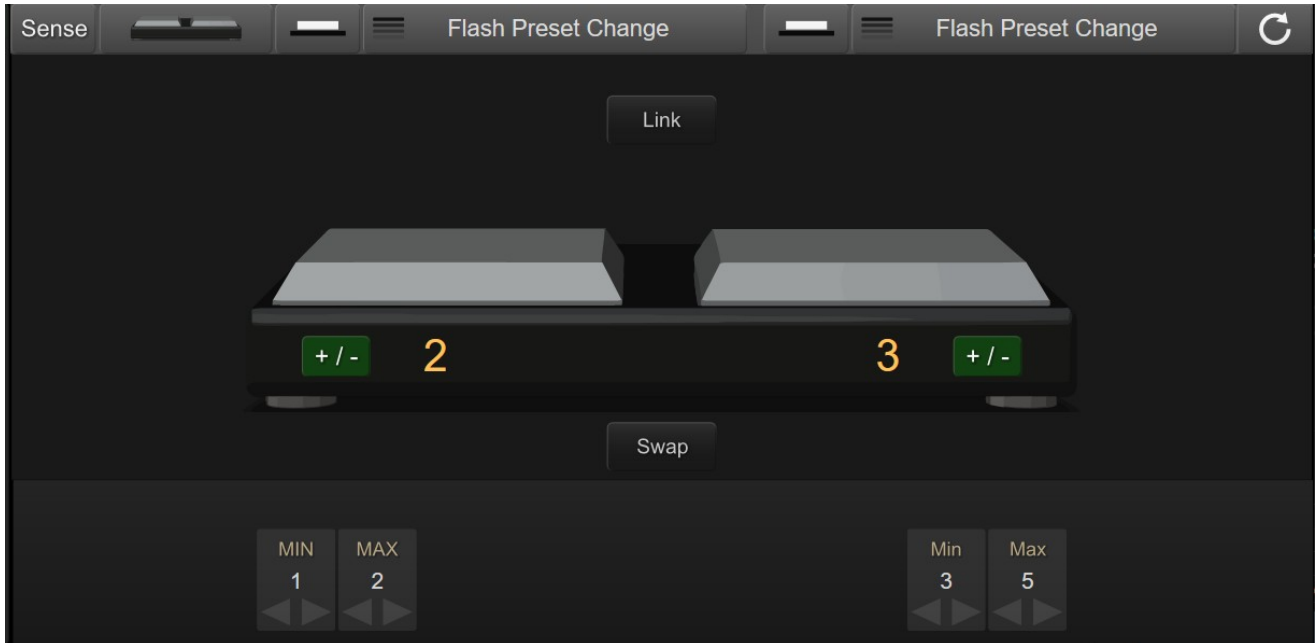 Sense Flash Preset Change Flash Preset Change
Link
+ / - 2 3 + / -
Swap
MIN MAX Min Max
1 2 3 5